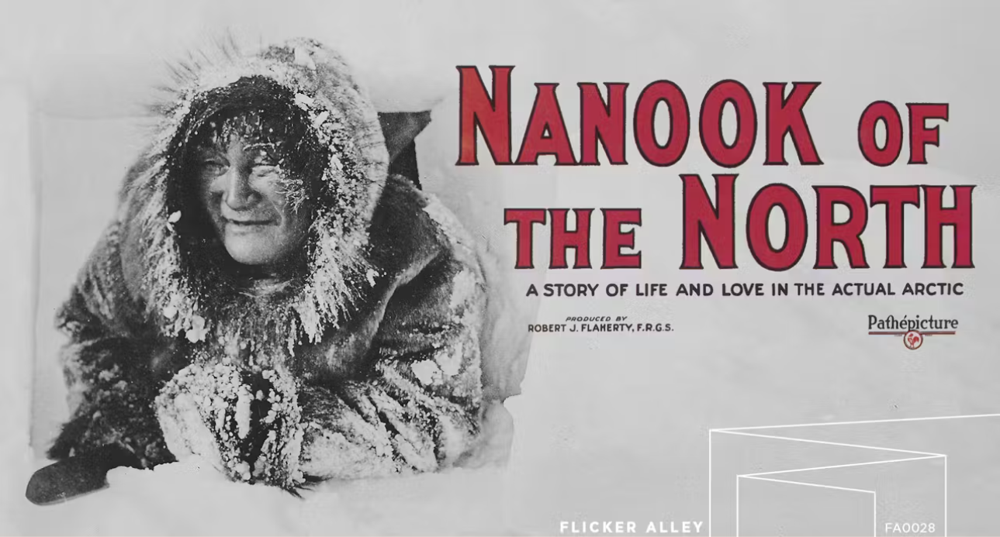 NANOOK OF
THE NORTH
A STORY OF LIFE AND LOVE IN THE ACTUAL ARCTIC
PRODUCED BY
ROBERT J. FLAHERTY, F.R.G.S.
Pathépicture
FLICKER ALLEY
FA0028